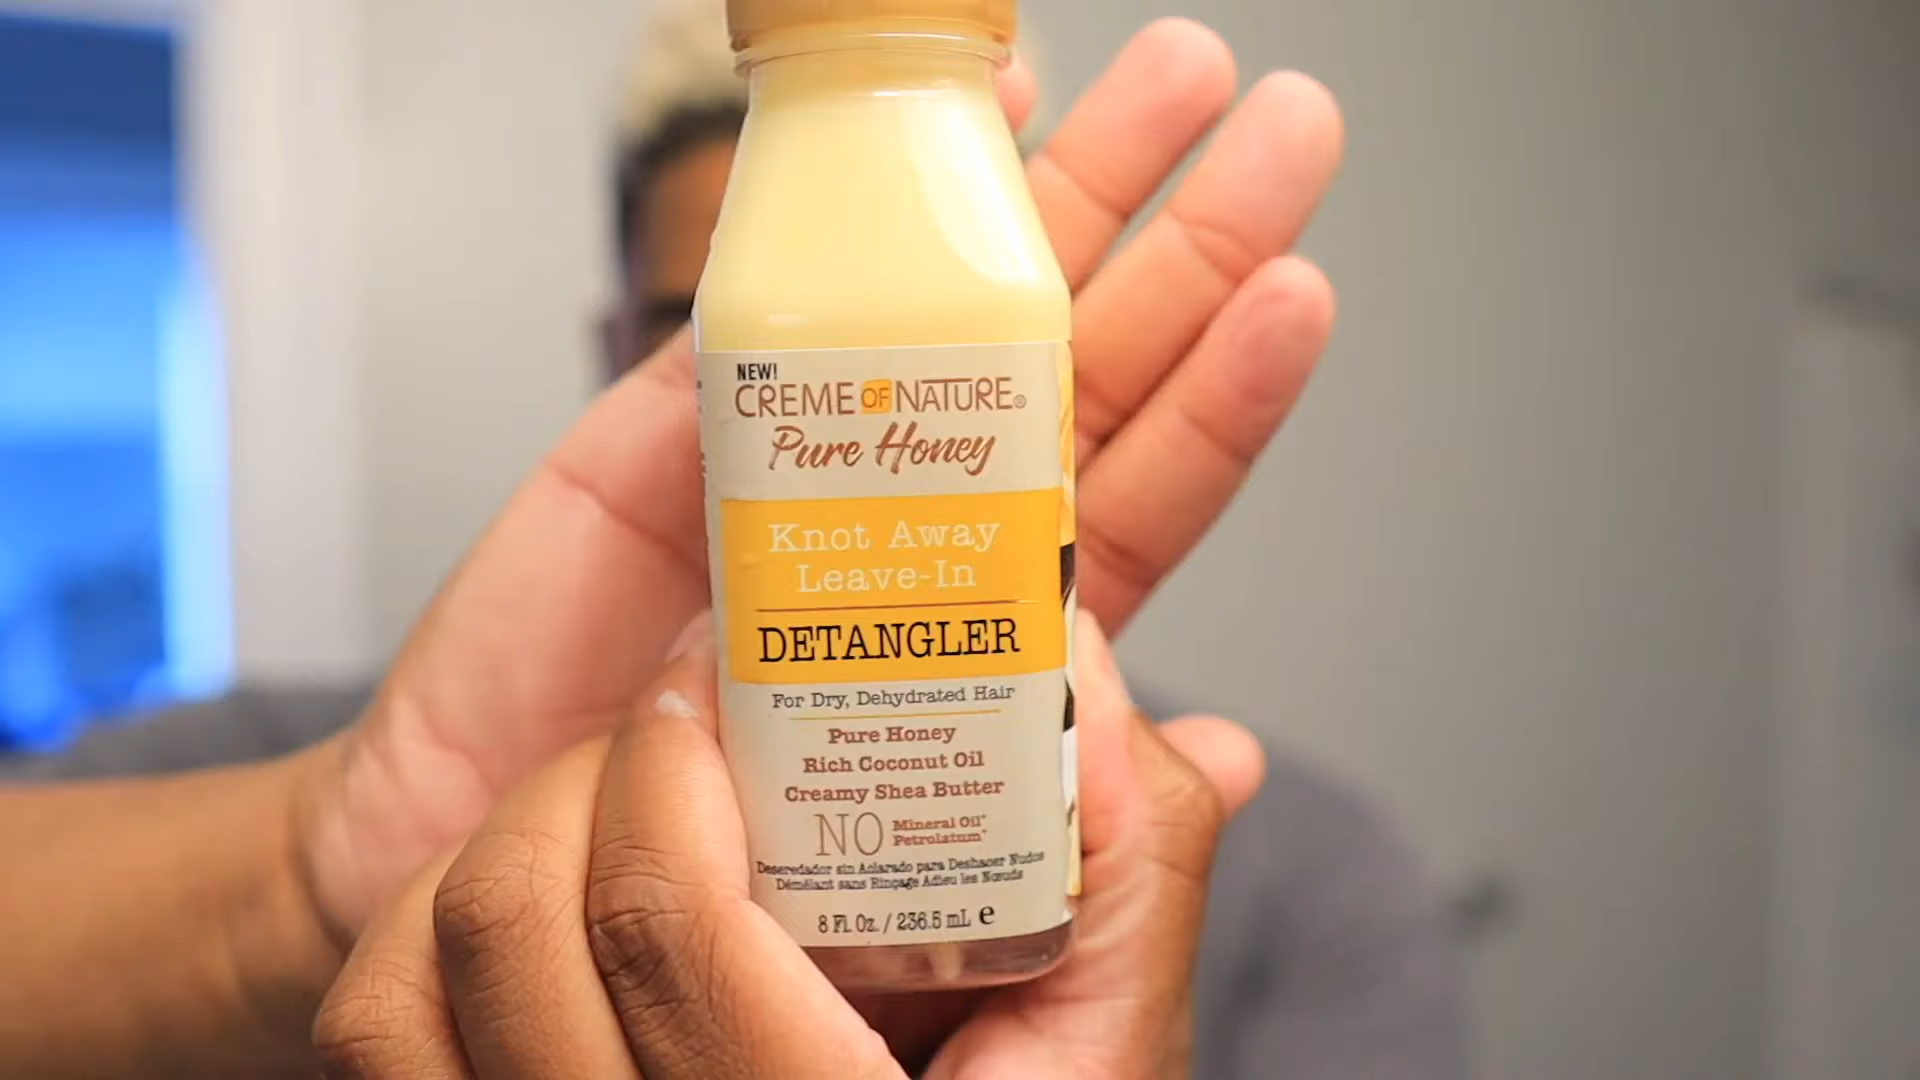 NEW!
CREME OF NATURE®
Pure Honey
Knot Away
Leave-In
DETANGLER
For Dry, Dehydrated Hair
Pure Honey
Rich Coconut Oil
Creamy Shea Butter
NO Mineral Oil*
Petrolatum*
Deseredador sin Aclarado para Deshacer Nudos
Démêlant sans Rinçage Adieu les Nœuds
8 Fl. Oz. / 236.5 mL e